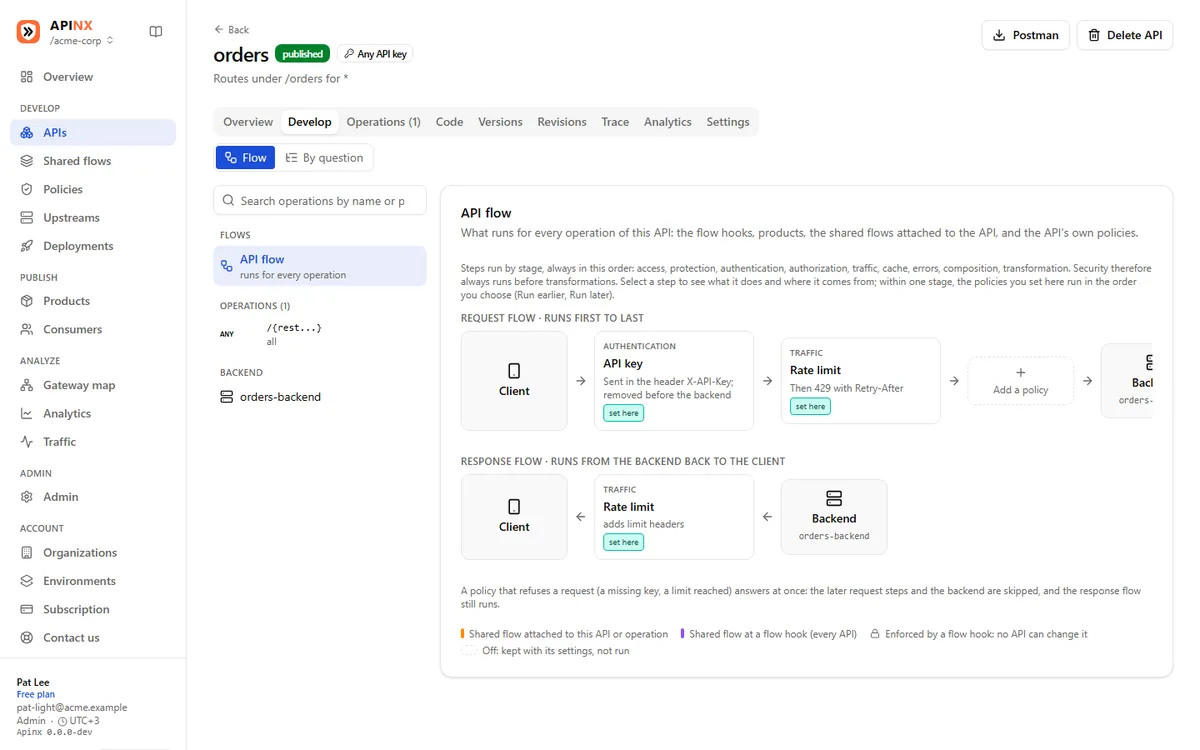 APINX
/acme-corp
Overview
DEVELOP
APIs
Shared flows
Policies
Upstreams
Deployments
PUBLISH
Products
Consumers
ANALYZE
Gateway map
Analytics
Traffic
ADMIN
Admin
ACCOUNT
Organizations
Environments
Subscription
Contact us
Pat Lee
Free plan
pat-light@acme.example
Admin · UTC+3
Apinx 0.0.0-dev
Back
orders published Any API key
Routes under /orders for *
Postman Delete API
Overview Develop Operations (1) Code Versions Revisions Trace Analytics Settings
Flow By question
Search operations by name or p
FLOWS
API flow
runs for every operation
OPERATIONS (1)
ANY /{rest...}
all
BACKEND
orders-backend
API flow
What runs for every operation of this API: the flow hooks, products, the shared flows attached to the API, and the API's own policies.
Steps run by stage, always in this order: access, protection, authentication, authorization, traffic, cache, errors, composition, transformation. Security therefore
always runs before transformations. Select a step to see what it does and where it comes from; within one stage, the policies you set here run in the order
you choose (Run earlier, Run later).
REQUEST FLOW · RUNS FIRST TO LAST
Client
AUTHENTICATION
API key
Sent in the header X-API-Key;
removed before the backend
set here
TRAFFIC
Rate limit
Then 429 with Retry-After
set here
Add a policy
Bac
orders-
RESPONSE FLOW · RUNS FROM THE BACKEND BACK TO THE CLIENT
Client
TRAFFIC
Rate limit
adds limit headers
set here
Backend
orders-backend
A policy that refuses a request (a missing key, a limit reached) answers at once: the later request steps and the backend are skipped, and the response flow
still runs.
Shared flow attached to this API or operation Shared flow at a flow hook (every API) Enforced by a flow hook: no API can change it
Off: kept with its settings, not run